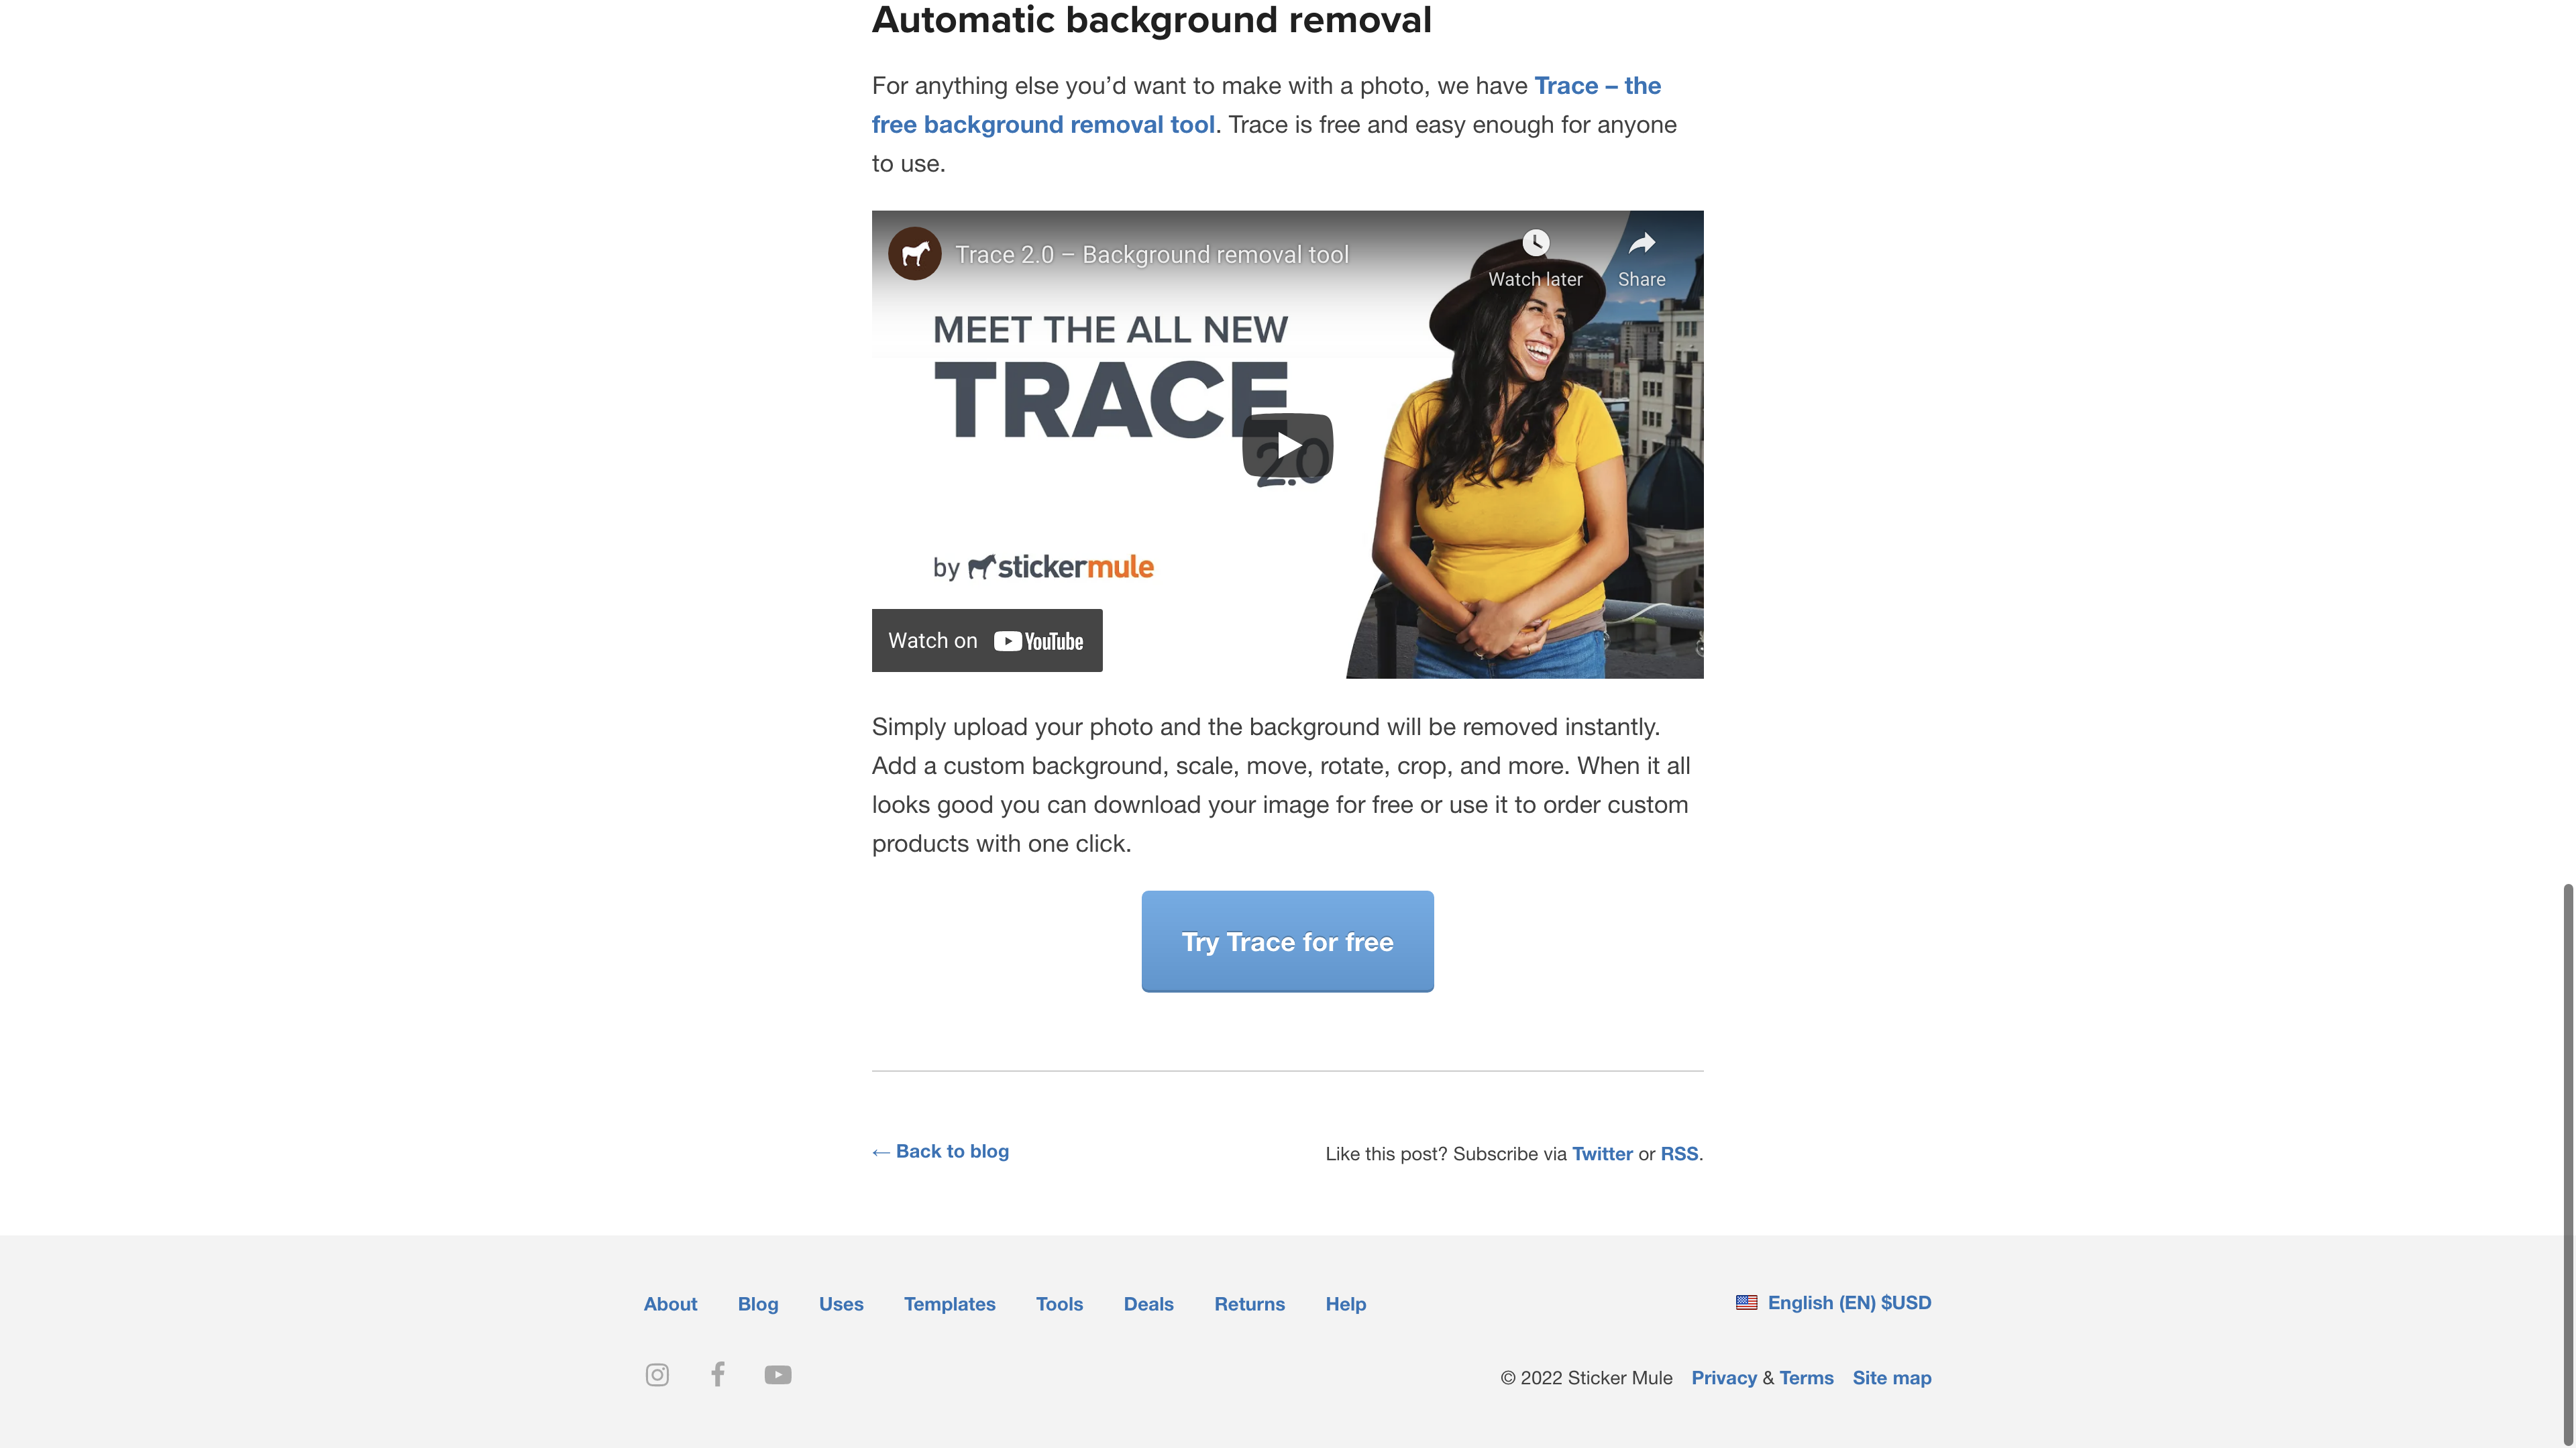 Automatic background removal
For anything else you’d want to make with a photo, we have Trace – the
free background removal tool. Trace is free and easy enough for anyone
to use.
Trace 2.0 – Background removal tool
Watch later
Share
MEET THE ALL NEW
TRACE
2.0
by stickermule
Watch on YouTube
Simply upload your photo and the background will be removed instantly.
Add a custom background, scale, move, rotate, crop, and more. When it all
looks good you can download your image for free or use it to order custom
products with one click.
Try Trace for free
← Back to blog
Like this post? Subscribe via Twitter or RSS.
About Blog Uses Templates Tools Deals Returns Help
English (EN) $USD
© 2022 Sticker Mule Privacy & Terms Site map